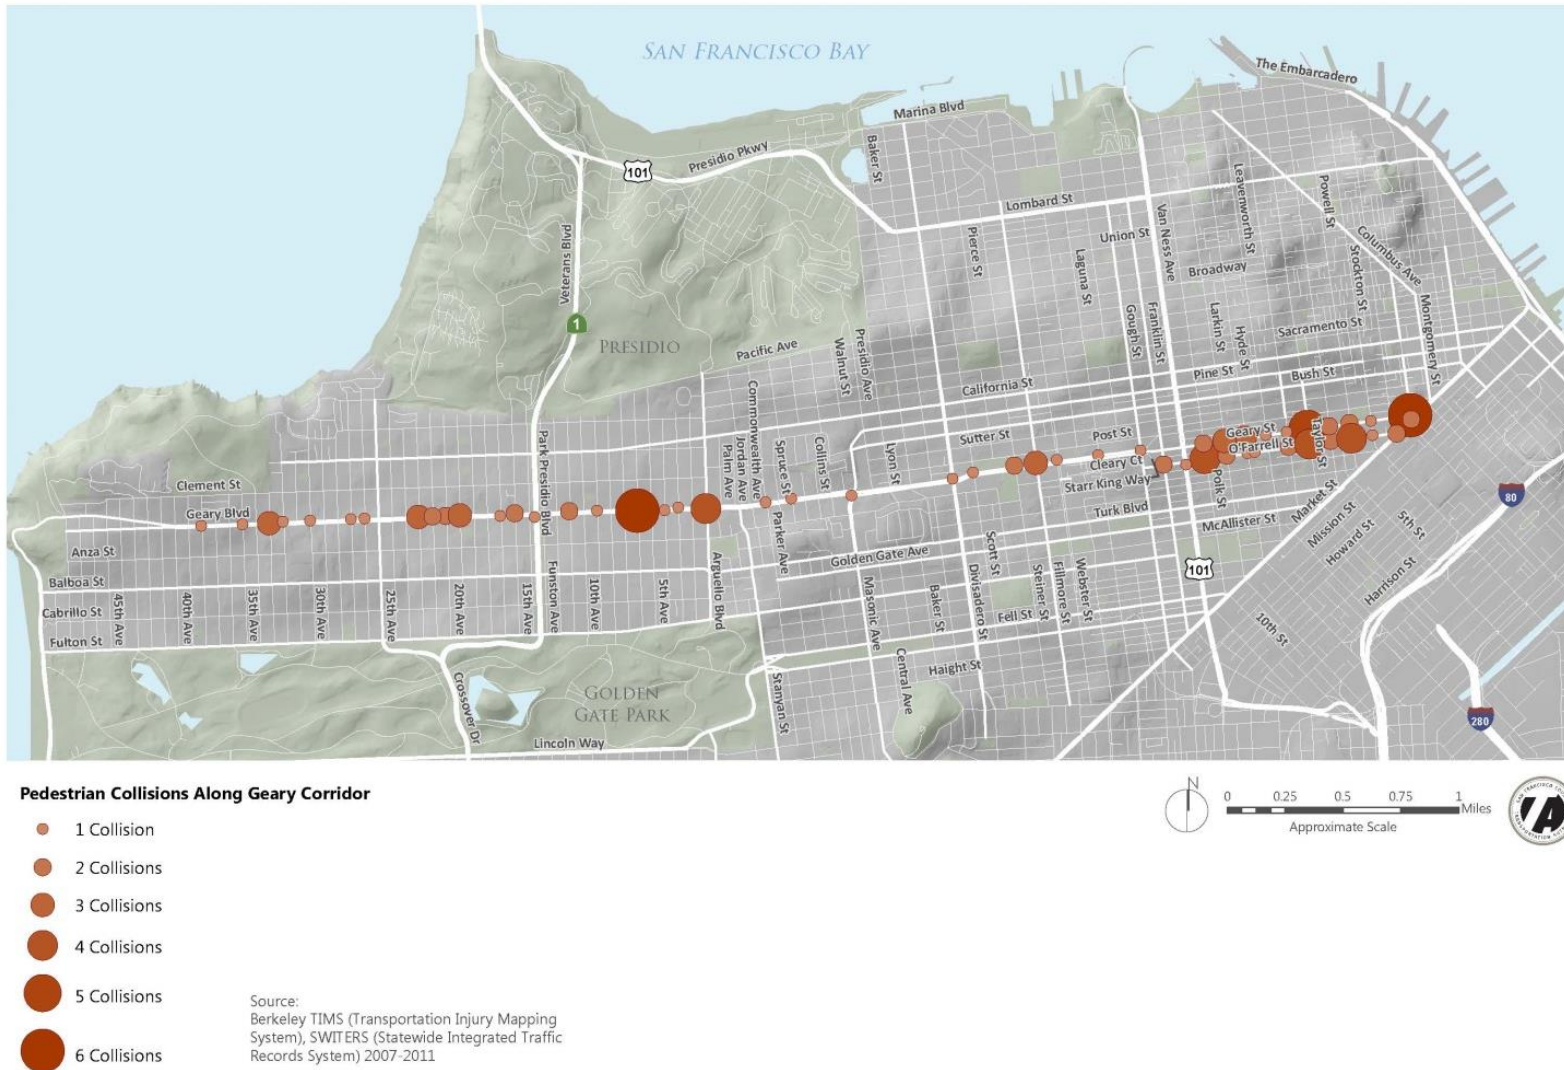 SAN FRANCISCO BAY
The Embarcadero
Marina Blvd
Baker St
Presidio Pkwy
101
Lombard St
Leavenworth St
Powell St
Van Ness Ave
Union St
Pierce St
Laguna St
Columbus Ave
Stockton St
Broadway
Veterans Blvd
1
PRESIDIO
Pacific Ave
Walnut St
Presidio Ave
Gough St
Franklin St
Larkin St
Hyde St
Sacramento St
Montgomery St
California St
Pine St
Bush St
Commonwealth Ave
Jordan Ave
Palm Ave
Spruce St
Collins St
Lyon St
Sutter St
Post St
Geary St
O'Farrell St
Taylor St
Cleary Ct
Starr King Way
Polk St
Park Presidio Blvd
Clement St
Geary Blvd
Turk Blvd
McAllister St
Market St
Mission St
Howard St
5th St
80
Anza St
Parker Ave
Golden Gate Ave
Arguello Blvd
Scott St
Divisadero St
Steiner St
Fillmore St
Webster St
101
Harrison St
Balboa St
Cabrillo St
Fulton St
45th Ave
40th Ave
35th Ave
30th Ave
25th Ave
20th Ave
15th Ave
Funston Ave
10th Ave
5th Ave
Masonic Ave
Baker St
Fell St
10th St
Haight St
Central Ave
Stanyan St
Crossover Dr
GOLDEN
GATE PARK
Lincoln Way
280
Pedestrian Collisions Along Geary Corridor
1 Collision
2 Collisions
3 Collisions
4 Collisions
5 Collisions
6 Collisions
N
0 0.25 0.5 0.75 1
Miles
Approximate Scale
Source:
Berkeley TIMS (Transportation Injury Mapping
System), SWITERS (Statewide Integrated Traffic
Records System) 2007-2011